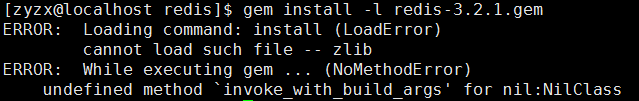 [zyzx@localhost redis]$ gem install -l redis-3.2.1.gem
ERROR:  Loading command: install (LoadError)
        cannot load such file -- zlib
ERROR:  While executing gem ... (NoMethodError)
    undefined method `invoke_with_build_args' for nil:NilClass